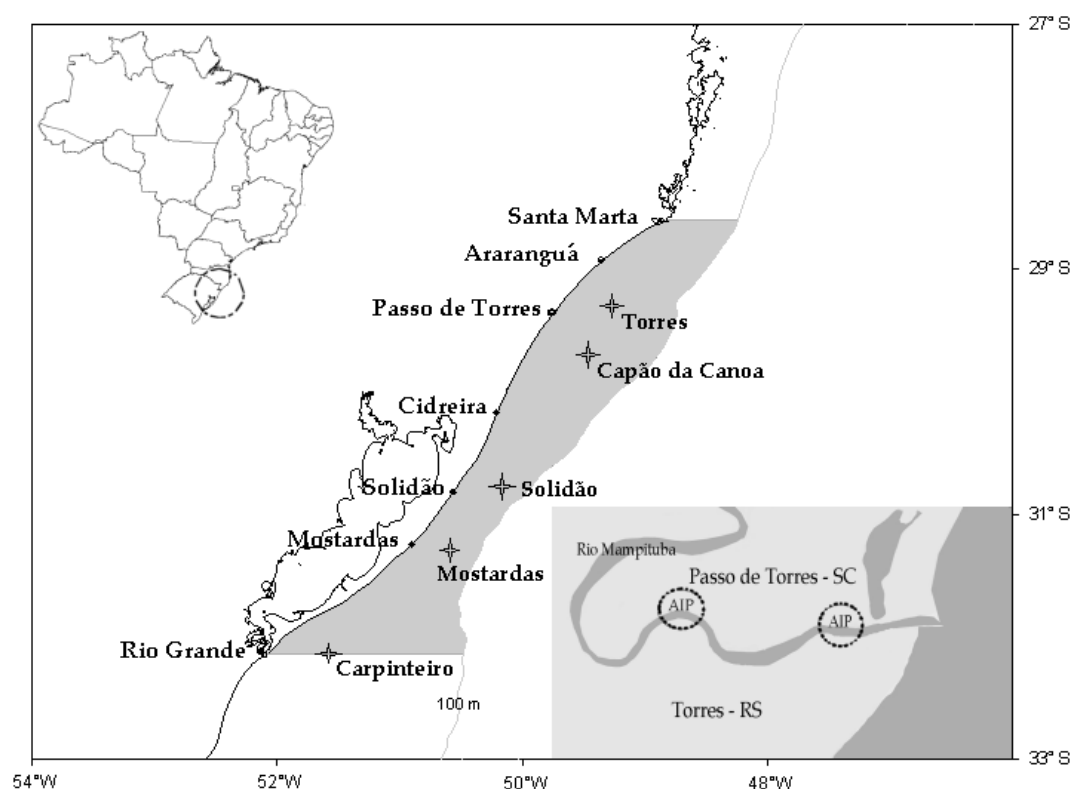 27° S
Santa Marta
29° S
Araranguá
Passo de Torres
Torres
Capão da Canoa
Cidreira
Solidão
Solidão
31° S
Mostardas
Mostardas
Rio Mampituba
Passo de Torres - SC
AIP
AIP
Rio Grande
Carpinteiro
100 m
Torres - RS
33° S
54°W
52°W
50°W
48°W